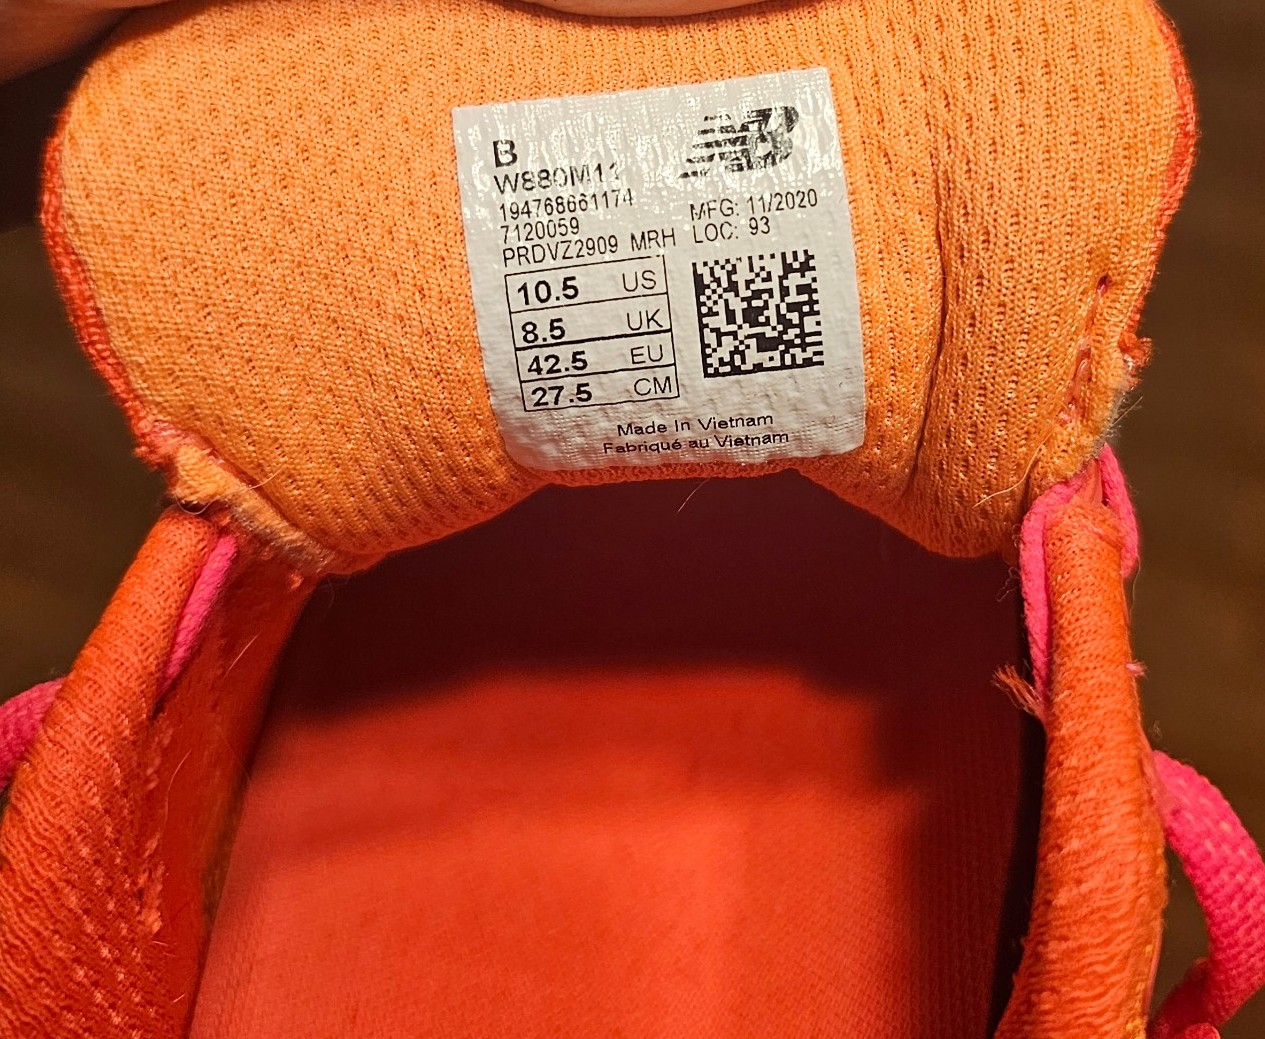 B
W880M11
194768661174
7120059
PRDVZ2909 MRH
NB
MFG: 11/2020
LOC: 93
10.5 US
8.5 UK
42.5 EU
27.5 CM
Made In Vietnam
Fabriqué au Vietnam